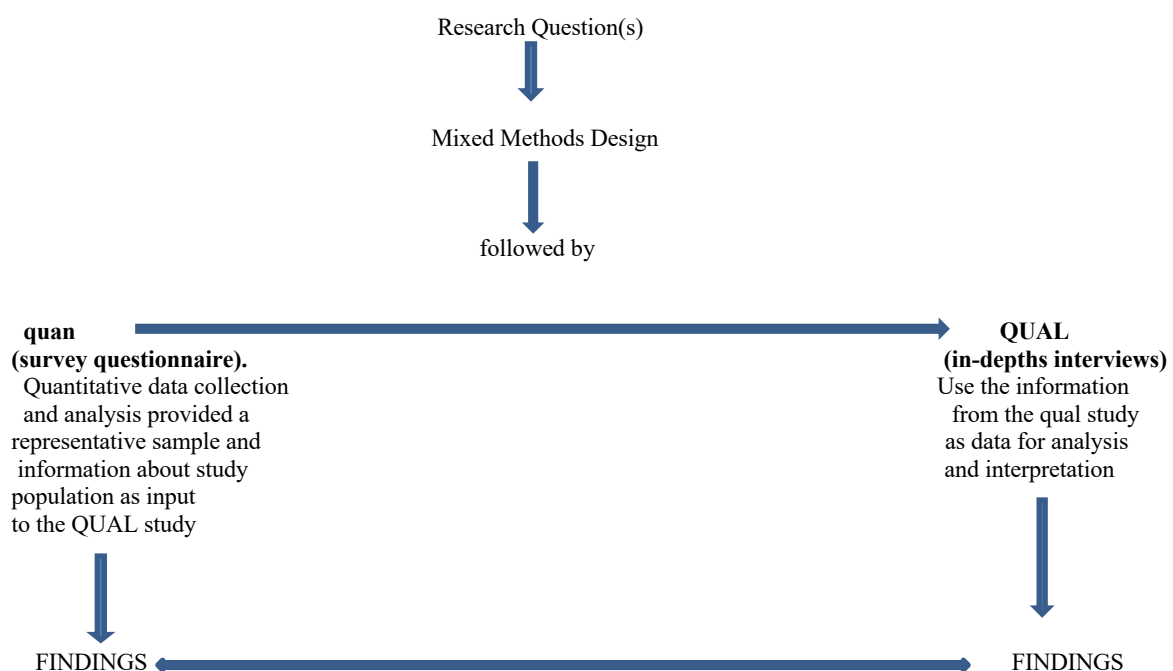 Research Question(s)
Mixed Methods Design
followed by
quan
(survey questionnaire).
Quantitative data collection
and analysis provided a
representative sample and
information about study
population as input
to the QUAL study
QUAL
(in-depths interviews)
Use the information
from the qual study
as data for analysis
and interpretation
FINDINGS
FINDINGS